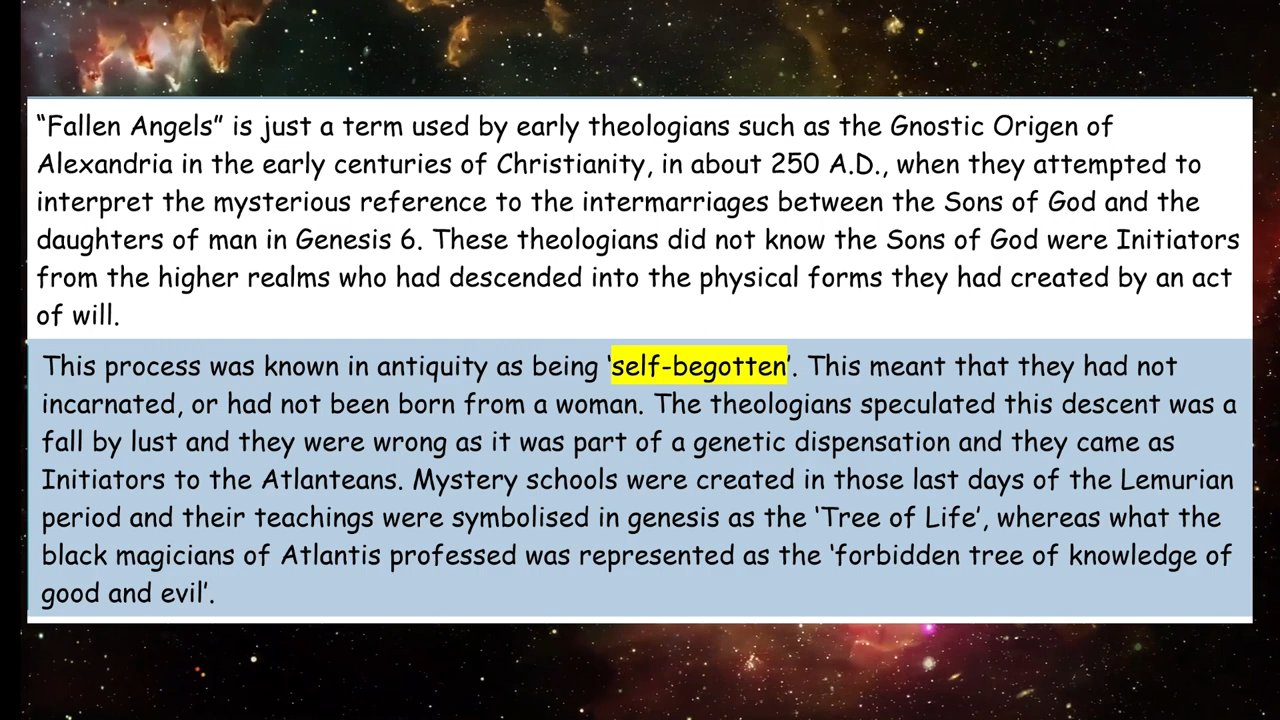 “Fallen Angels” is just a term used by early theologians such as the Gnostic Origen of
Alexandria in the early centuries of Christianity, in about 250 A.D., when they attempted to
interpret the mysterious reference to the intermarriages between the Sons of God and the
daughters of man in Genesis 6. These theologians did not know the Sons of God were Initiators
from the higher realms who had descended into the physical forms they had created by an act
of will.
This process was known in antiquity as being ‘self-begotten’. This meant that they had not
incarnated, or had not been born from a woman. The theologians speculated this descent was a
fall by lust and they were wrong as it was part of a genetic dispensation and they came as
Initiators to the Atlanteans. Mystery schools were created in those last days of the Lemurian
period and their teachings were symbolised in genesis as the ‘Tree of Life’, whereas what the
black magicians of Atlantis professed was represented as the ‘forbidden tree of knowledge of
good and evil’.